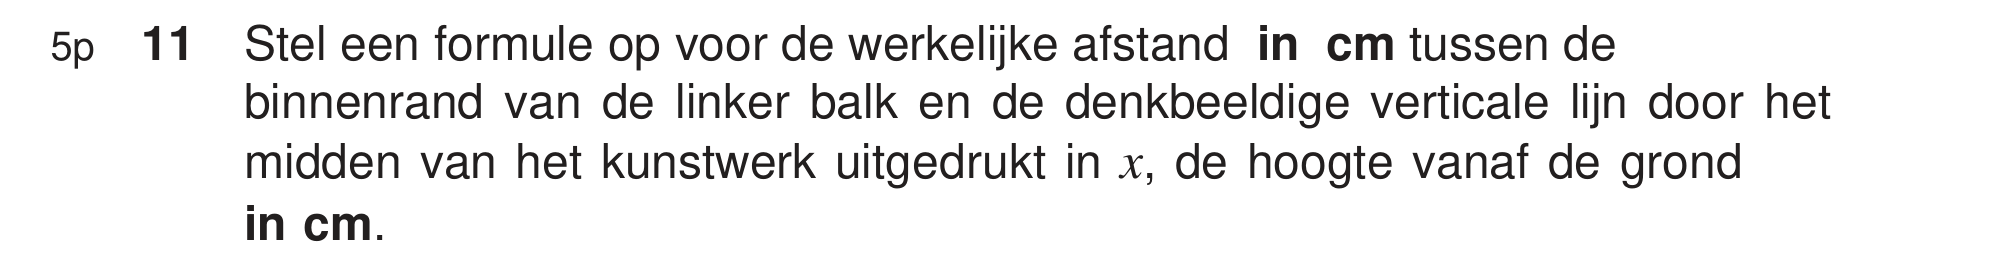 5p 11 Stel een formule op voor de werkelijke afstand in cm tussen de
binnenrand van de linker balk en de denkbeeldige verticale lijn door het
midden van het kunstwerk uitgedrukt in x, de hoogte vanaf de grond
in cm.